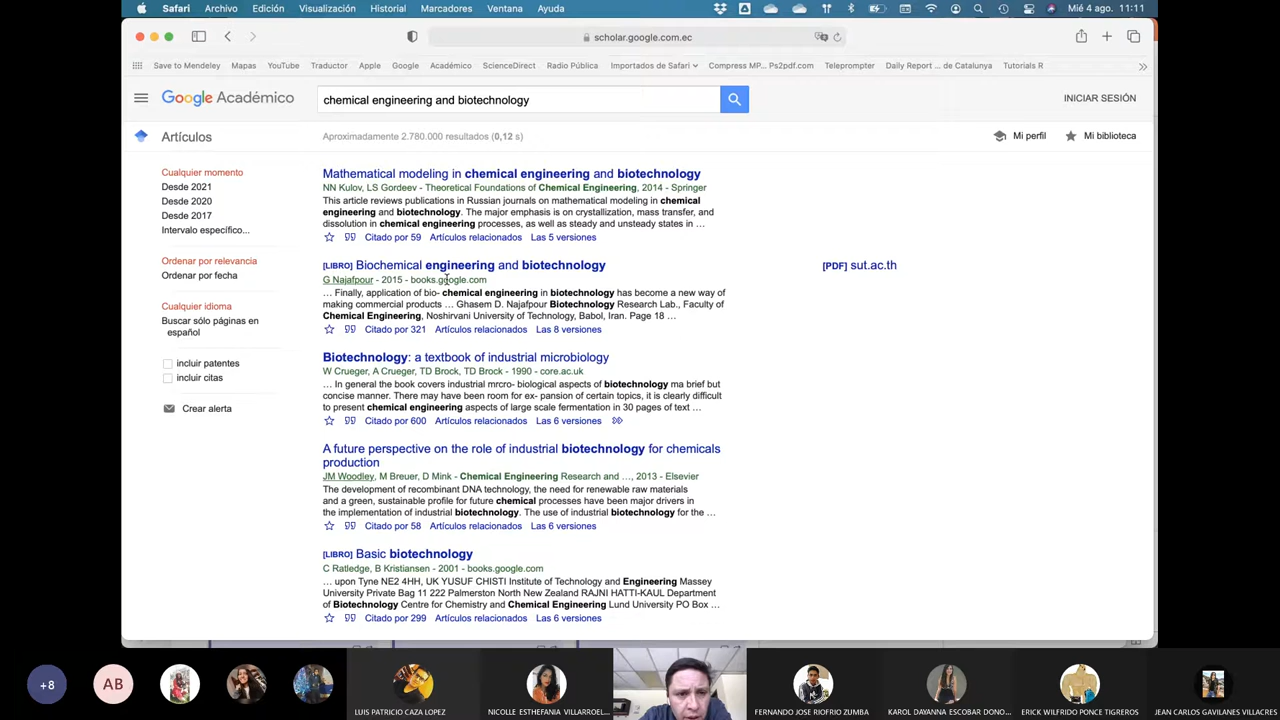 Safari Archivo Edición Visualización Historial Marcadores Ventana Ayuda Mié 4 ago. 11:11
scholar.google.com.ec
Save to Mendeley Mapas YouTube Traductor Apple Google Académico ScienceDirect Radio Pública Importados de Safari Compress MP... Ps2pdf.com Teleprompter Daily Report ... de Catalunya Tutorials R
Google Académico
chemical engineering and biotechnology
INICIAR SESIÓN
Artículos
Aproximadamente 2.780.000 resultados (0,12 s)
Mi perfil
Mi biblioteca
Cualquier momento
Desde 2021
Desde 2020
Desde 2017
Intervalo específico...
Ordenar por relevancia
Ordenar por fecha
Cualquier idioma
Buscar sólo páginas en
español
incluir patentes
incluir citas
Crear alerta
Mathematical modeling in chemical engineering and biotechnology
NN Kulov, LS Gordeev - Theoretical Foundations of Chemical Engineering, 2014 - Springer
This article reviews publications in Russian journals on mathematical modeling in chemical
engineering and biotechnology. The major emphasis is on crystallization, mass transfer, and
dissolution in chemical engineering processes, as well as steady and unsteady states in ...
Citado por 59 Artículos relacionados Las 5 versiones
[LIBRO] Biochemical engineering and biotechnology
[PDF] sut.ac.th
G Najafpour - 2015 - books.google.com
... Finally, application of bio- chemical engineering in biotechnology has become a new way of
making commercial products ... Ghasem D. Najafpour Biotechnology Research Lab., Faculty of
Chemical Engineering, Noshirvani University of Technology, Babol, Iran. Page 18 ...
Citado por 321 Artículos relacionados Las 8 versiones
Biotechnology: a textbook of industrial microbiology
W Crueger, A Crueger, TD Brock, TD Brock - 1990 - core.ac.uk
... In general the book covers industrial mrcro- biological aspects of biotechnology ma brief but
concise manner. There may have been room for ex- pansion of certain topics, it is clearly difficult
to present chemical engineering aspects of large scale fermentation in 30 pages of text ...
Citado por 600 Artículos relacionados Las 6 versiones
A future perspective on the role of industrial biotechnology for chemicals
production
JM Woodley, M Breuer, D Mink - Chemical Engineering Research and ..., 2013 - Elsevier
The development of recombinant DNA technology, the need for renewable raw materials
and a green, sustainable profile for future chemical processes have been major drivers in
the implementation of industrial biotechnology. The use of industrial biotechnology for the ...
Citado por 58 Artículos relacionados Las 6 versiones
[LIBRO] Basic biotechnology
C Ratledge, B Kristiansen - 2001 - books.google.com
... upon Tyne NE2 4HH, UK YUSUF CHISTI Institute of Technology and Engineering Massey
University Private Bag 11 222 Palmerston North New Zealand RAJNI HATTI-KAUL Department
of Biotechnology Centre for Chemistry and Chemical Engineering Lund University PO Box ...
Citado por 299 Artículos relacionados Las 6 versiones
+8
AB
LUIS PATRICIO CAZA LOPEZ
NICOLLE ESTHEFANIA VILLARROEL...
FERNANDO JOSE RIOFRIO ZUMBA
KAROL DAYANNA ESCOBAR DONO...
ERICK WILFRIDO PONCE TIGREROS
JEAN CARLOS GAVILANES VILLACRES